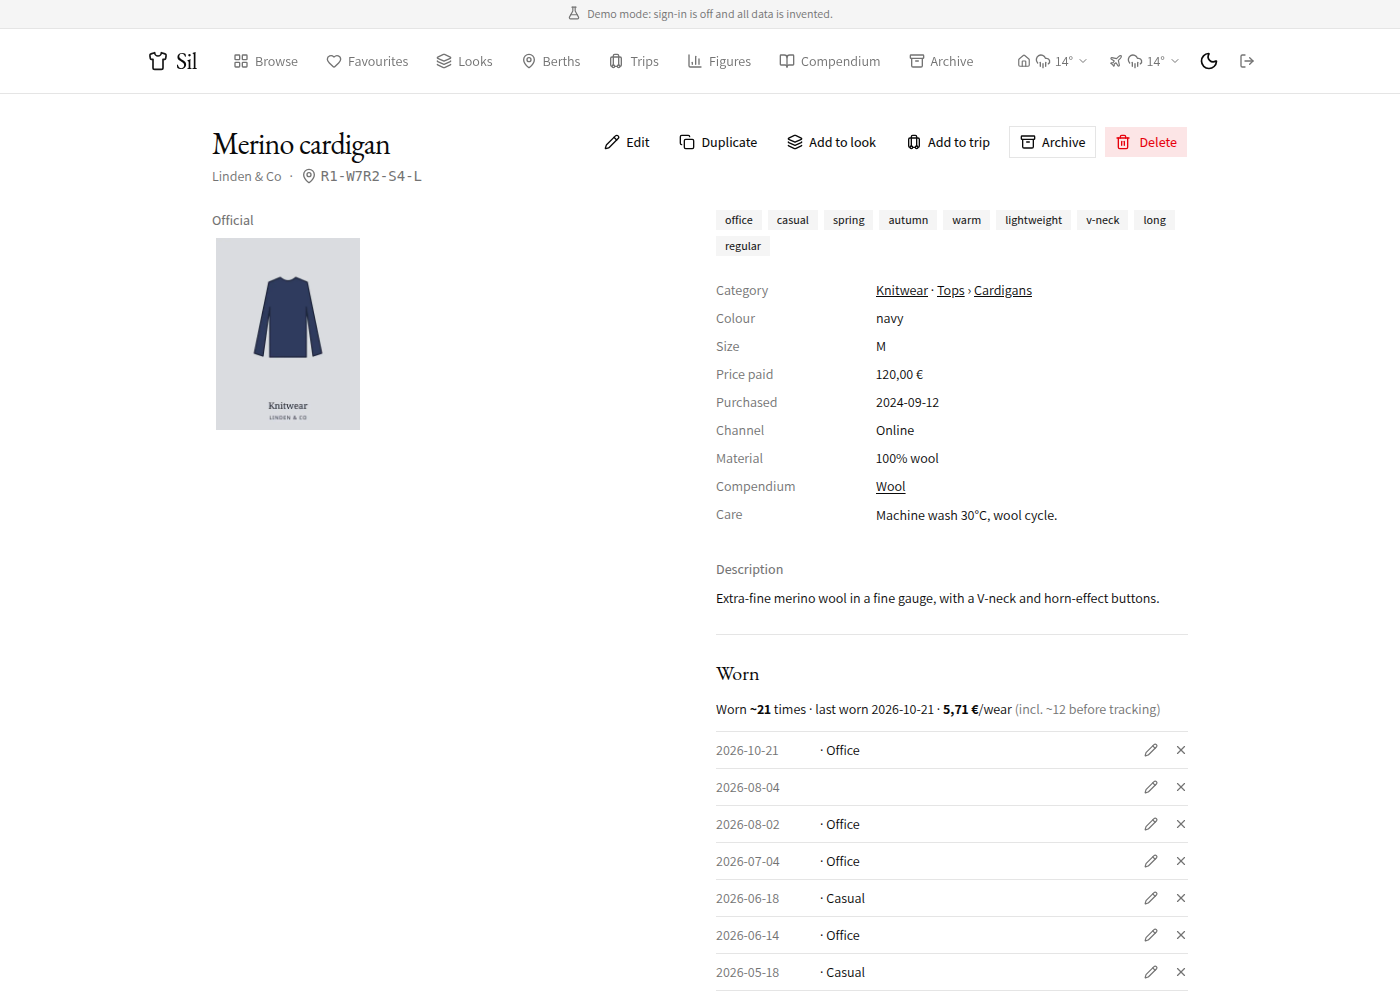 Demo mode: sign-in is off and all data is invented.
Sil Browse Favourites Looks Berths Trips Figures Compendium Archive 14° 14°
Merino cardigan
Edit Duplicate Add to look Add to trip Archive Delete
Linden & Co · R1-W7R2-S4-L
Official
Knitwear
LINDEN & CO
office casual spring autumn warm lightweight v-neck long
regular
Category Knitwear · Tops › Cardigans
Colour navy
Size M
Price paid 120,00 €
Purchased 2024-09-12
Channel Online
Material 100% wool
Compendium Wool
Care Machine wash 30°C, wool cycle.
Description
Extra-fine merino wool in a fine gauge, with a V-neck and horn-effect buttons.
Worn
Worn ~21 times · last worn 2026-10-21 · 5,71 €/wear (incl. ~12 before tracking)
2026-10-21 · Office
2026-08-04
2026-08-02 · Office
2026-07-04 · Office
2026-06-18 · Casual
2026-06-14 · Office
2026-05-18 · Casual